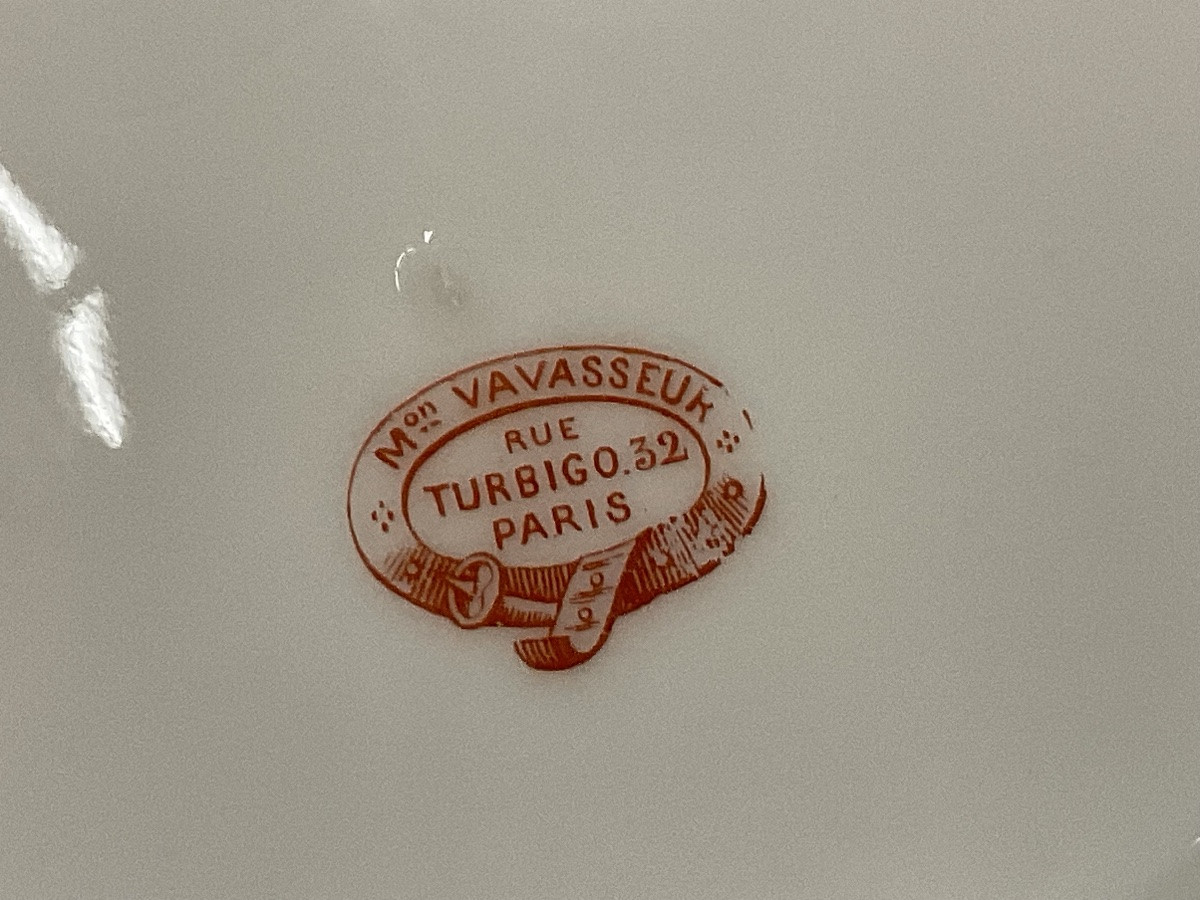 Mon VAVASSEUR
RUE
TURBIGO.32
PARIS